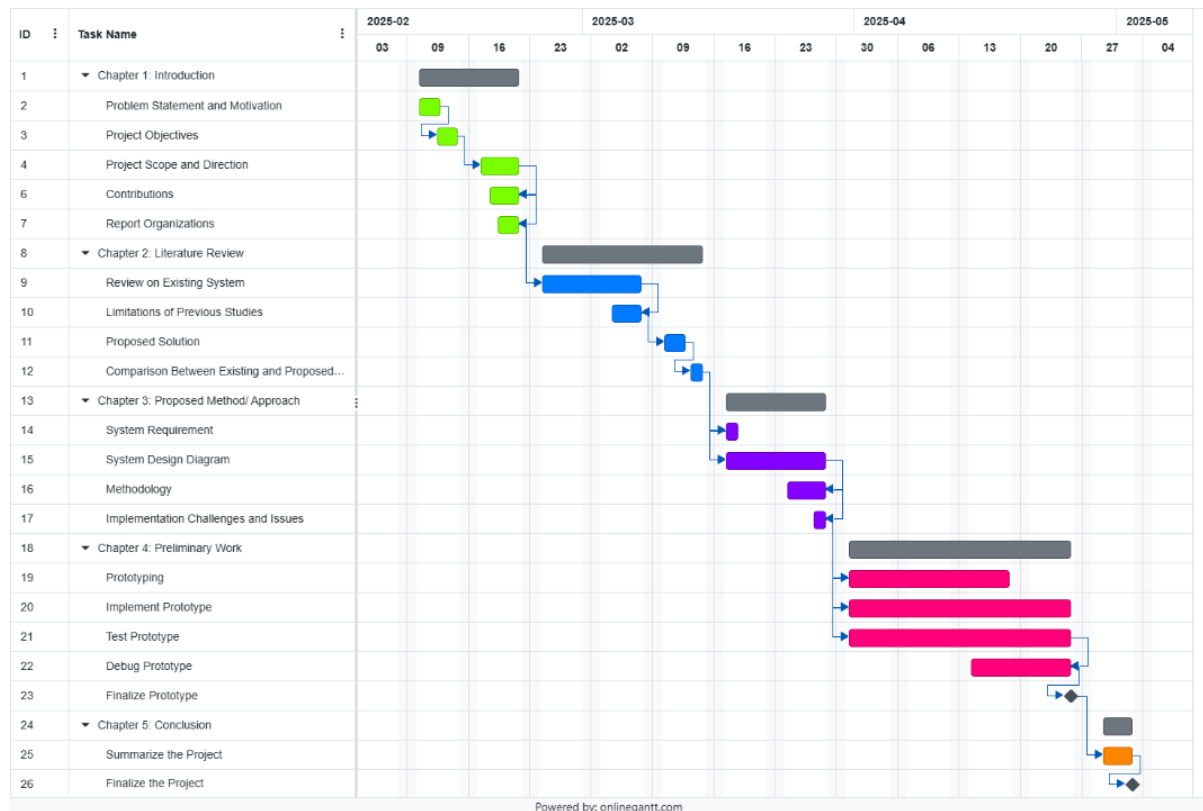 2025-02 2025-03 2025-04 2025-05
ID Task Name
03 09 16 23 02 09 16 23 30 06 13 20 27 04
1 Chapter 1: Introduction
2 Problem Statement and Motivation
3 Project Objectives
4 Project Scope and Direction
6 Contributions
7 Report Organizations
8 Chapter 2: Literature Review
9 Review on Existing System
10 Limitations of Previous Studies
11 Proposed Solution
12 Comparison Between Existing and Proposed...
13 Chapter 3: Proposed Method/ Approach
14 System Requirement
15 System Design Diagram
16 Methodology
17 Implementation Challenges and Issues
18 Chapter 4: Preliminary Work
19 Prototyping
20 Implement Prototype
21 Test Prototype
22 Debug Prototype
23 Finalize Prototype
24 Chapter 5: Conclusion
25 Summarize the Project
26 Finalize the Project
Powered by: onlinegantt.com